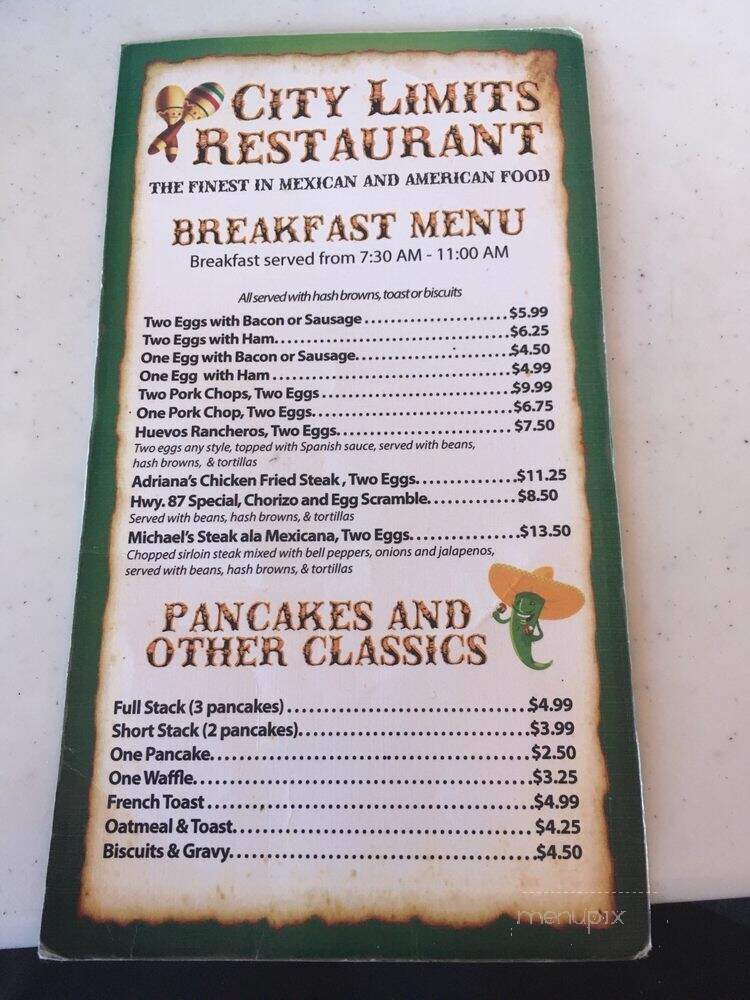 CITY LIMITS
RESTAURANT
THE FINEST IN MEXICAN AND AMERICAN FOOD
BREAKFAST MENU
Breakfast served from 7:30 AM - 11:00 AM
All served with hash browns, toast or biscuits
Two Eggs with Bacon or Sausage ........................ $5.99
Two Eggs with Ham........................................ $6.25
One Egg with Bacon or Sausage.......................... $4.50
One Egg with Ham ........................................ $4.99
Two Pork Chops, Two Eggs ............................... $9.99
One Pork Chop, Two Eggs................................. $6.75
Huevos Rancheros, Two Eggs............................. $7.50
Two eggs any style, topped with Spanish sauce, served with beans,
hash browns, & tortillas
Adriana's Chicken Fried Steak , Two Eggs............... $11.25
Hwy. 87 Special, Chorizo and Egg Scramble.............. $8.50
Served with beans, hash browns, & tortillas
Michael's Steak ala Mexicana, Two Eggs................ $13.50
Chopped sirloin steak mixed with bell peppers, onions and jalapenos,
served with beans, hash browns, & tortillas
PANCAKES AND
OTHER CLASSICS
Full Stack (3 pancakes) .................................. $4.99
Short Stack (2 pancakes)................................. $3.99
One Pancake.............................................. $2.50
One Waffle............................................... $3.25
French Toast ............................................. $4.99
Oatmeal & Toast.......................................... $4.25
Biscuits & Gravy.......................................... $4.50
menupix